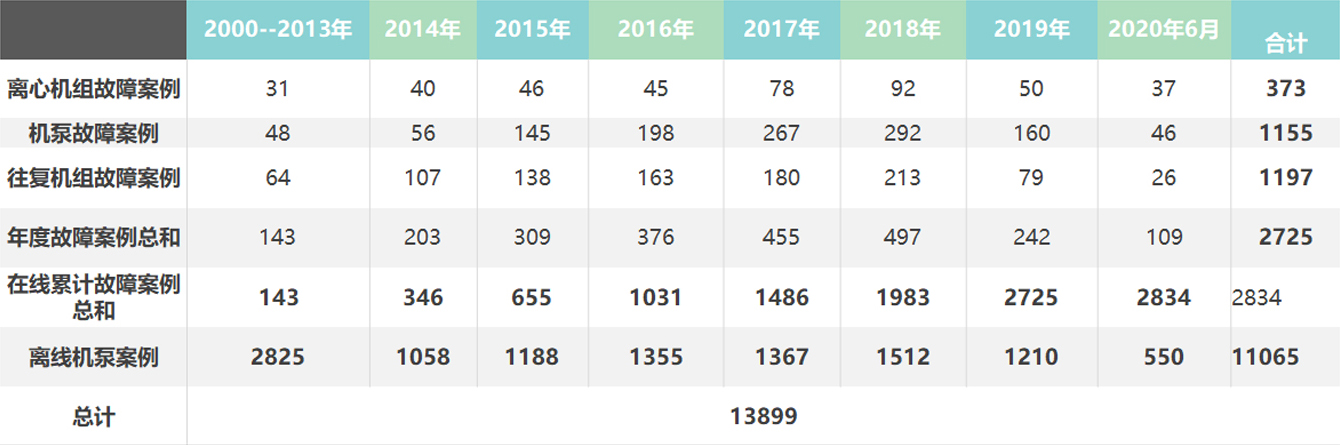 2000--2013年 2014年 2015年 2016年 2017年 2018年 2019年 2020年6月 合计
离心机组故障案例 31 40 46 45 78 92 50 37 373
机泵故障案例 48 56 145 198 267 292 160 46 1155
往复机组故障案例 64 107 138 163 180 213 79 26 1197
年度故障案例总和 143 203 309 376 455 497 242 109 2725
在线累计故障案例
总和 143 346 655 1031 1486 1983 2725 2834 2834
离线机泵案例 2825 1058 1188 1355 1367 1512 1210 550 11065
总计 13899